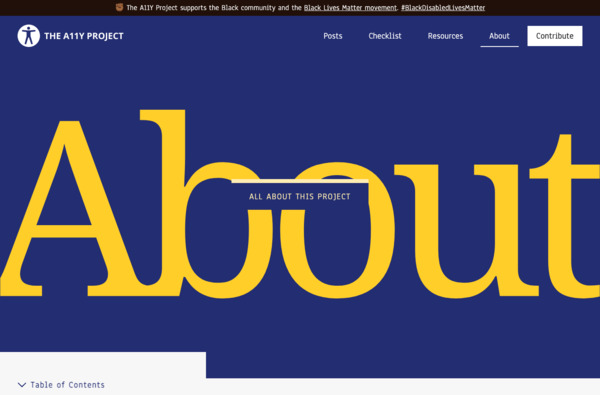 ✊🏾 The A11Y Project supports the Black community and the Black Lives Matter movement. #BlackDisabledLivesMatter
THE A11Y PROJECT
Posts Checklist Resources About Contribute
About
ALL ABOUT THIS PROJECT
Table of Contents